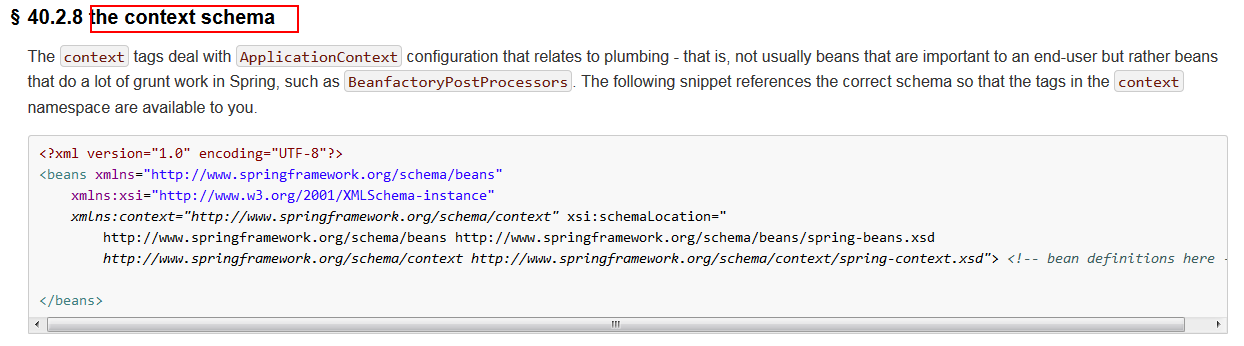 § 40.2.8 the context schema
The context tags deal with ApplicationContext configuration that relates to plumbing - that is, not usually beans that are important to an end-user but rather beans
that do a lot of grunt work in Spring, such as BeanfactoryPostProcessors. The following snippet references the correct schema so that the tags in the context
namespace are available to you.
<?xml version="1.0" encoding="UTF-8"?>
<beans xmlns="http://www.springframework.org/schema/beans"
    xmlns:xsi="http://www.w3.org/2001/XMLSchema-instance"
    xmlns:context="http://www.springframework.org/schema/context" xsi:schemaLocation="
        http://www.springframework.org/schema/beans http://www.springframework.org/schema/beans/spring-beans.xsd
        http://www.springframework.org/schema/context http://www.springframework.org/schema/context/spring-context.xsd"> <!-- bean definitions here -
</beans>